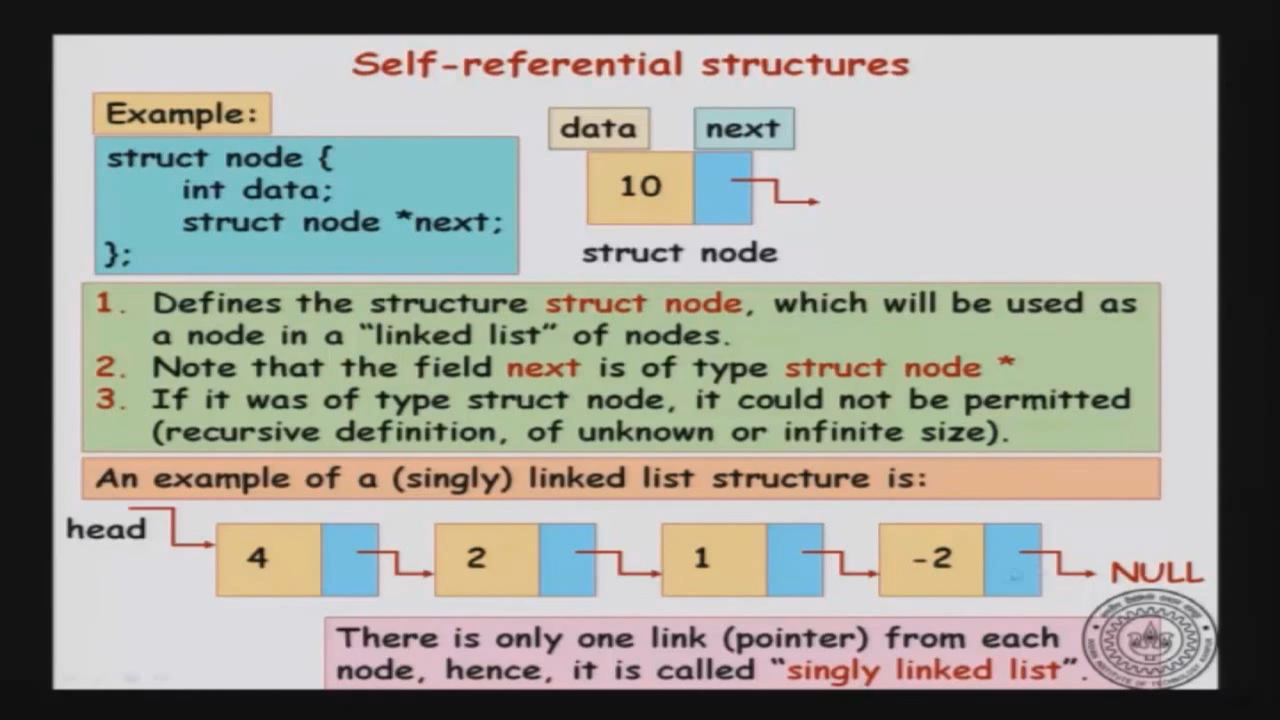 Self-referential structures
Example:
struct node {
int data;
struct node *next;
};
data next
10
struct node
1. Defines the structure struct node, which will be used as
a node in a “linked list” of nodes.
2. Note that the field next is of type struct node *
3. If it was of type struct node, it could not be permitted
(recursive definition, of unknown or infinite size).
An example of a (singly) linked list structure is:
head
4 2 1 -2 NULL
There is only one link (pointer) from each
node, hence, it is called “singly linked list”.